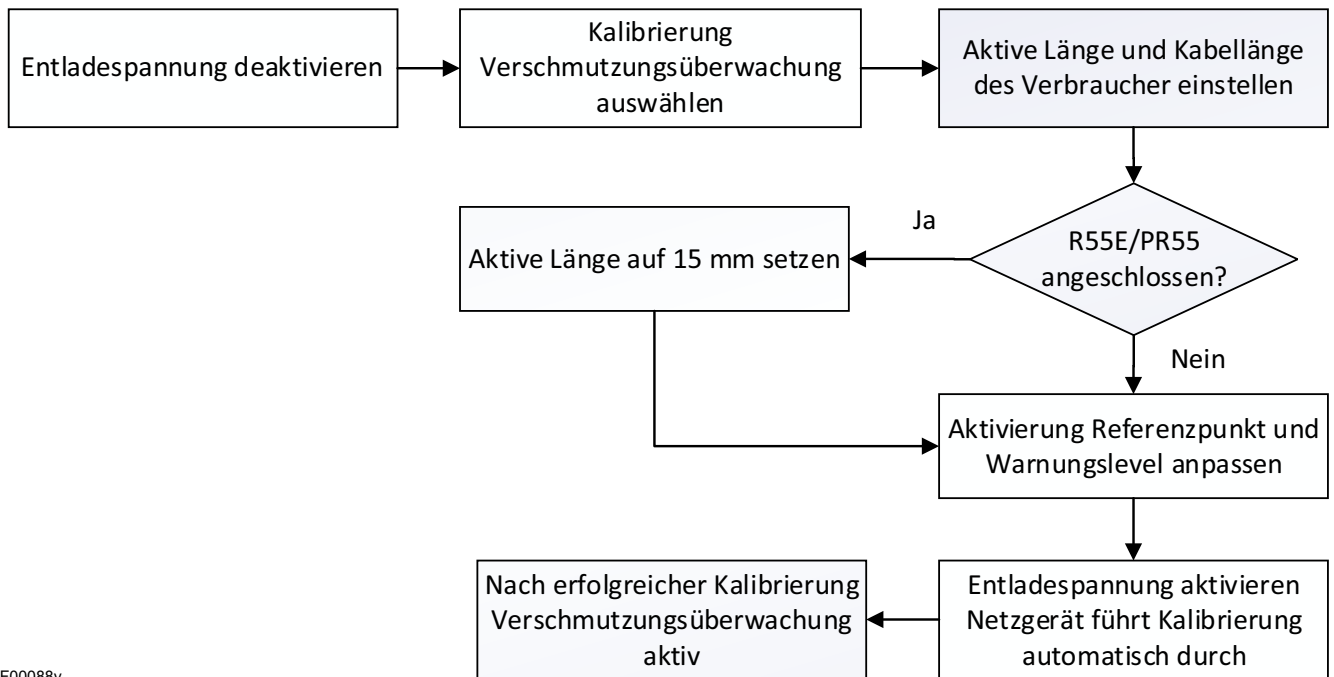 Entladespannung deaktivieren
Kalibrierung
Verschmutzungsüberwachung
auswählen
Aktive Länge und Kabellänge
des Verbraucher einstellen
R55E/PR55
angeschlossen?
Ja
Aktive Länge auf 15 mm setzen
Nein
Aktivierung Referenzpunkt und
Warnungslevel anpassen
Entladespannung aktivieren
Netzgerät führt Kalibrierung
automatisch durch
Nach erfolgreicher Kalibrierung
Verschmutzungsüberwachung
aktiv